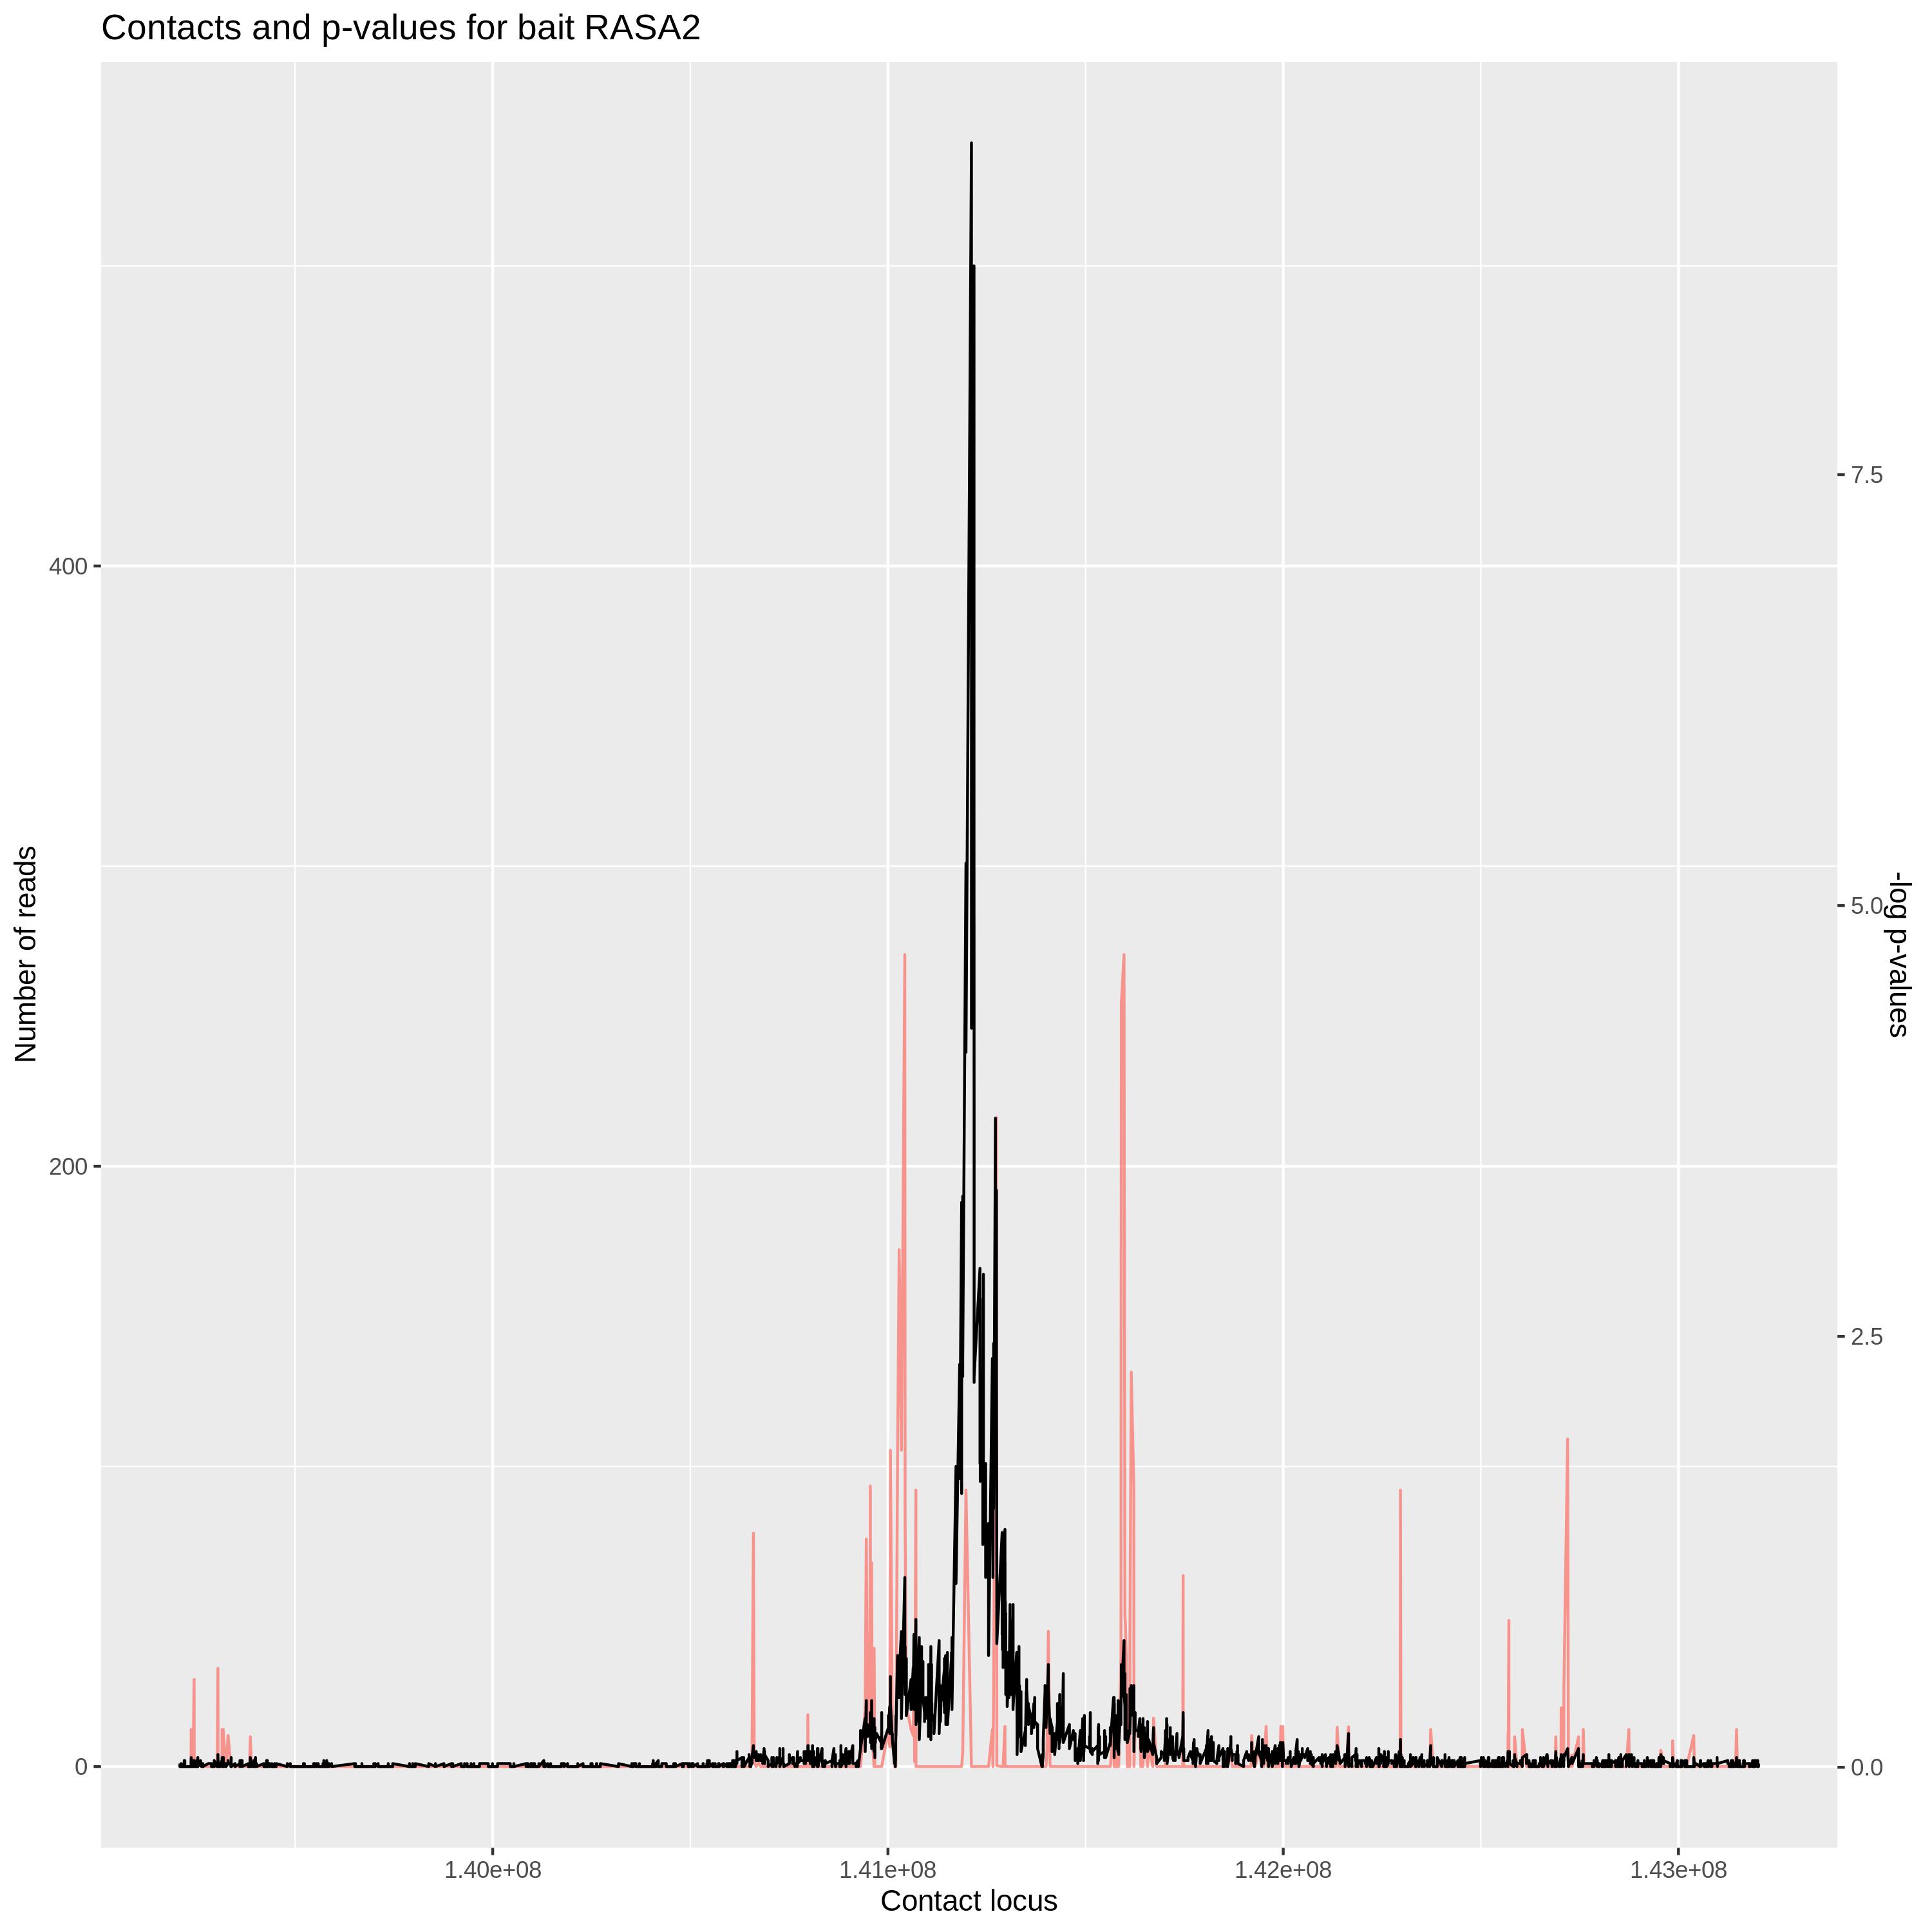 Contacts and p-values for bait RASA2
Number of reads
400
200
0
7.5
5.0
2.5
0.0
-log p-values
1.40e+08
1.41e+08
1.42e+08
1.43e+08
Contact locus